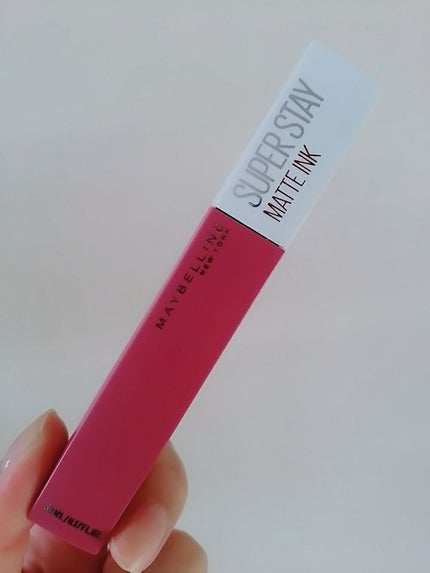 SUPER STAY
MATTE INK
MAYBELLINE
NEW YORK